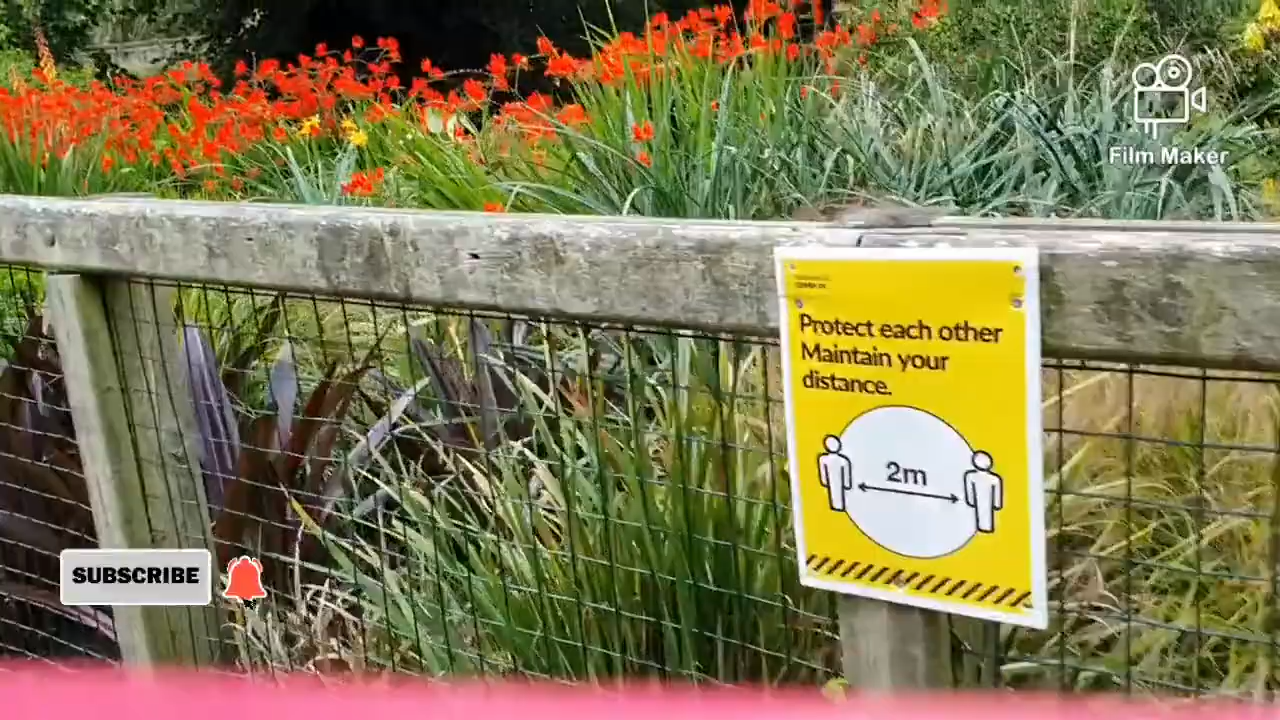 Film Maker
Protect each other
Maintain your
distance.
2m
SUBSCRIBE